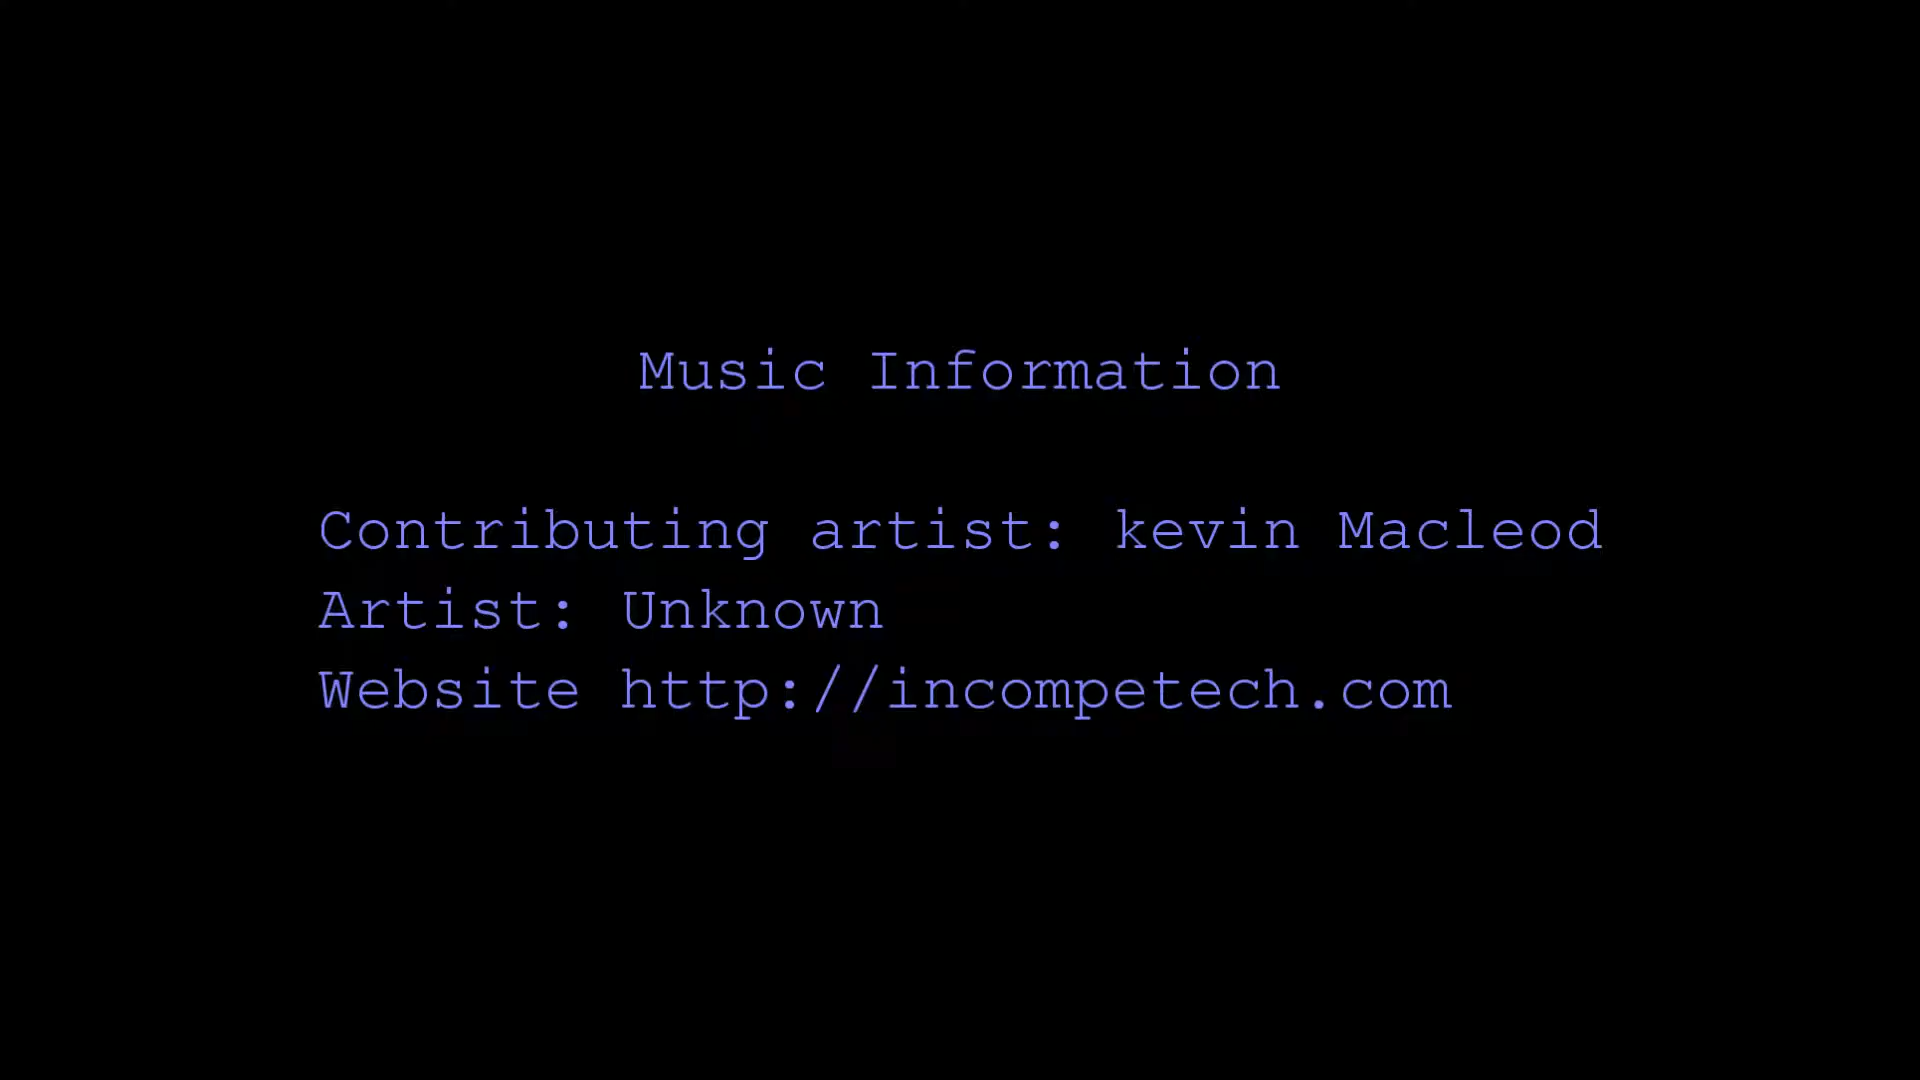 Music Information
Contributing artist: kevin Macleod
Artist: Unknown
Website http://incompetech.com